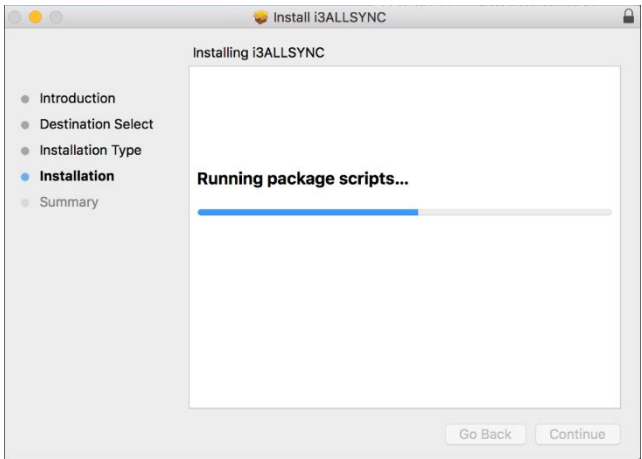 Install i3ALLSYNC
Installing i3ALLSYNC
Introduction
Destination Select
Installation Type
Installation
Summary
Running package scripts...
Go Back
Continue